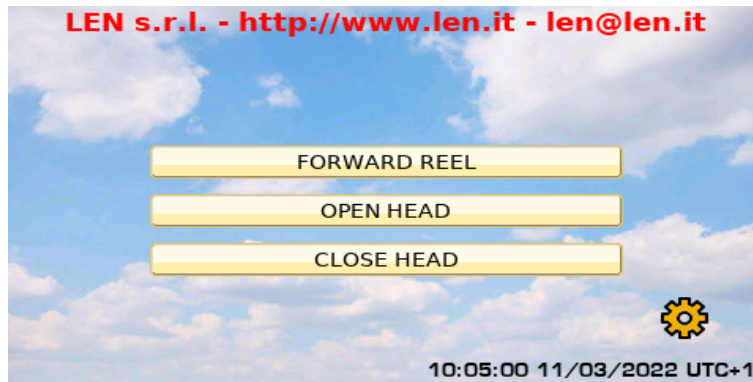 LEN s.r.l. - http://www.len.it - len@len.it
FORWARD REEL
OPEN HEAD
CLOSE HEAD
10:05:00 11/03/2022 UTC+1